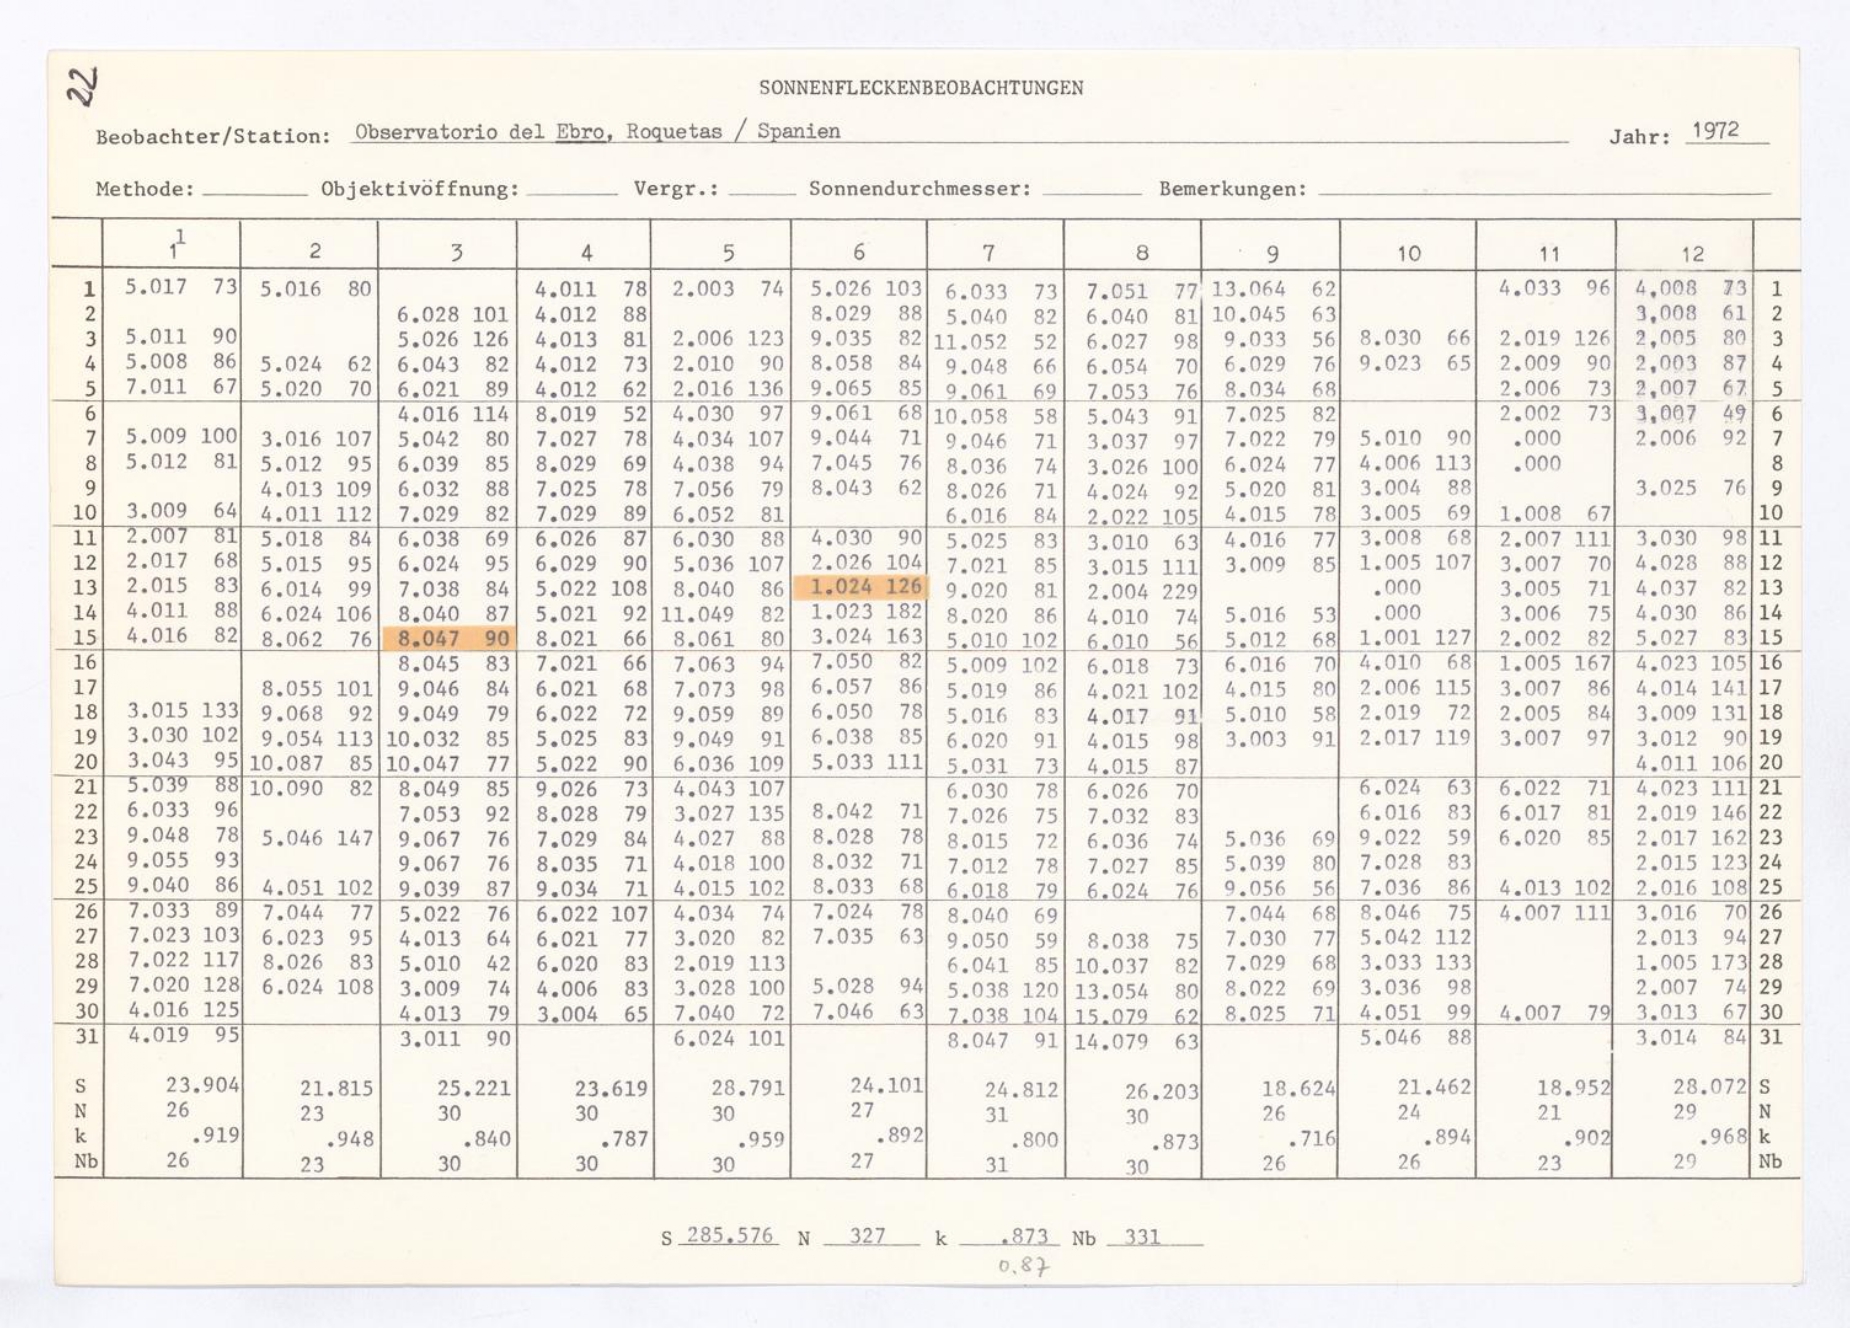 22
SONNENFLECKENBEOBACHTUNGEN
Beobachter/Station: Observatorio del Ebro, Roquetas / Spanien Jahr: 1972
Methode: Objektivöffnung: Vergr.: Sonnendurchmesser: Bemerkungen:
1 1 2 3 4 5 6 7 8 9 10 11 12
1 5.017 73 5.016 80 4.011 78 2.003 74 5.026 103 6.033 73 7.051 77 13.064 62 4.033 96 4,008 73 1
2 6.028 101 4.012 88 8.029 88 5.040 82 6.040 81 10.045 63 3,008 61 2
3 5.011 90 5.026 126 4.013 81 2.006 123 9.035 82 11.052 52 6.027 98 9.033 56 8.030 66 2.019 126 2,005 80 3
4 5.008 86 5.024 62 6.043 82 4.012 73 2.010 90 8.058 84 9.048 66 6.054 70 6.029 76 9.023 65 2.009 90 2,003 87 4
5 7.011 67 5.020 70 6.021 89 4.012 62 2.016 136 9.065 85 9.061 69 7.053 76 8.034 68 2.006 73 2,007 67 5
6 4.016 114 8.019 52 4.030 97 9.061 68 10.058 58 5.043 91 7.025 82 2.002 73 3,007 49 6
7 5.009 100 3.016 107 5.042 80 7.027 78 4.034 107 9.044 71 9.046 71 3.037 97 7.022 79 5.010 90 .000 2.006 92 7
8 5.012 81 5.012 95 6.039 85 8.029 69 4.038 94 7.045 76 8.036 74 3.026 100 6.024 77 4.006 113 .000 8
9 4.013 109 6.032 88 7.025 78 7.056 79 8.043 62 8.026 71 4.024 92 5.020 81 3.004 88 3.025 76 9
10 3.009 64 4.011 112 7.029 82 7.029 89 6.052 81 6.016 84 2.022 105 4.015 78 3.005 69 1.008 67 10
11 2.007 81 5.018 84 6.038 69 6.026 87 6.030 88 4.030 90 5.025 83 3.010 63 4.016 77 3.008 68 2.007 111 3.030 98 11
12 2.017 68 5.015 95 6.024 95 6.029 90 5.036 107 2.026 104 7.021 85 3.015 111 3.009 85 1.005 107 3.007 70 4.028 88 12
13 2.015 83 6.014 99 7.038 84 5.022 108 8.040 86 1.024 126 9.020 81 2.004 229 .000 3.005 71 4.037 82 13
14 4.011 88 6.024 106 8.040 87 5.021 92 11.049 82 1.023 182 8.020 86 4.010 74 5.016 53 .000 3.006 75 4.030 86 14
15 4.016 82 8.062 76 8.047 90 8.021 66 8.061 80 3.024 163 5.010 102 6.010 56 5.012 68 1.001 127 2.002 82 5.027 83 15
16 8.045 83 7.021 66 7.063 94 7.050 82 5.009 102 6.018 73 6.016 70 4.010 68 1.005 167 4.023 105 16
17 8.055 101 9.046 84 6.021 68 7.073 98 6.057 86 5.019 86 4.021 102 4.015 80 2.006 115 3.007 86 4.014 141 17
18 3.015 133 9.068 92 9.049 79 6.022 72 9.059 89 6.050 78 5.016 83 4.017 91 5.010 58 2.019 72 2.005 84 3.009 131 18
19 3.030 102 9.054 113 10.032 85 5.025 83 9.049 91 6.038 85 6.020 91 4.015 98 3.003 91 2.017 119 3.007 97 3.012 90 19
20 3.043 95 10.087 85 10.047 77 5.022 90 6.036 109 5.033 111 5.031 73 4.015 87 4.011 106 20
21 5.039 88 10.090 82 8.049 85 9.026 73 4.043 107 6.030 78 6.026 70 6.024 63 6.022 71 4.023 111 21
22 6.033 96 7.053 92 8.028 79 3.027 135 8.042 71 7.026 75 7.032 83 6.016 83 6.017 81 2.019 146 22
23 9.048 78 5.046 147 9.067 76 7.029 84 4.027 88 8.028 78 8.015 72 6.036 74 5.036 69 9.022 59 6.020 85 2.017 162 23
24 9.055 93 9.067 76 8.035 71 4.018 100 8.032 71 7.012 78 7.027 85 5.039 80 7.028 83 2.015 123 24
25 9.040 86 4.051 102 9.039 87 9.034 71 4.015 102 8.033 68 6.018 79 6.024 76 9.056 56 7.036 86 4.013 102 2.016 108 25
26 7.033 89 7.044 77 5.022 76 6.022 107 4.034 74 7.024 78 8.040 69 7.044 68 8.046 75 4.007 111 3.016 70 26
27 7.023 103 6.023 95 4.013 64 6.021 77 3.020 82 7.035 63 9.050 59 8.038 75 7.030 77 5.042 112 2.013 94 27
28 7.022 117 8.026 83 5.010 42 6.020 83 2.019 113 6.041 85 10.037 82 7.029 68 3.033 133 1.005 173 28
29 7.020 128 6.024 108 3.009 74 4.006 83 3.028 100 5.028 94 5.038 120 13.054 80 8.022 69 3.036 98 2.007 74 29
30 4.016 125 4.013 79 3.004 65 7.040 72 7.046 63 7.038 104 15.079 62 8.025 71 4.051 99 4.007 79 3.013 67 30
31 4.019 95 3.011 90 6.024 101 8.047 91 14.079 63 5.046 88 3.014 84 31
S 23.904 21.815 25.221 23.619 28.791 24.101 24.812 26.203 18.624 21.462 18.952 28.072 S
N 26 23 30 30 30 27 31 30 26 24 21 29 N
k .919 .948 .840 .787 .959 .892 .800 .873 .716 .894 .902 .968 k
Nb 26 23 30 30 30 27 31 30 26 26 23 29 Nb
S 285.576 N 327 k .873 Nb 331
0.87